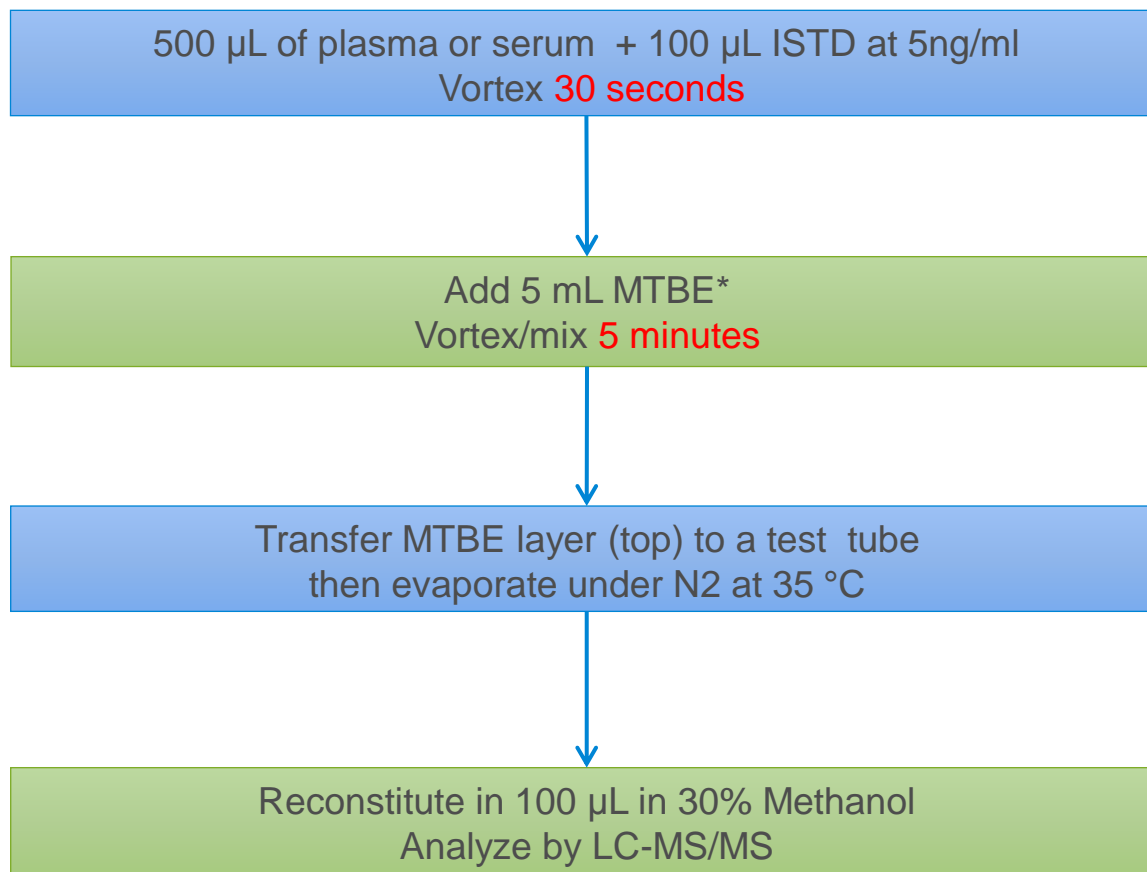 500 µL of plasma or serum + 100 µL ISTD at 5ng/ml
Vortex 30 seconds
Add 5 mL MTBE*
Vortex/mix 5 minutes
Transfer MTBE layer (top) to a test tube
then evaporate under N2 at 35 °C
Reconstitute in 100 µL in 30% Methanol
Analyze by LC-MS/MS